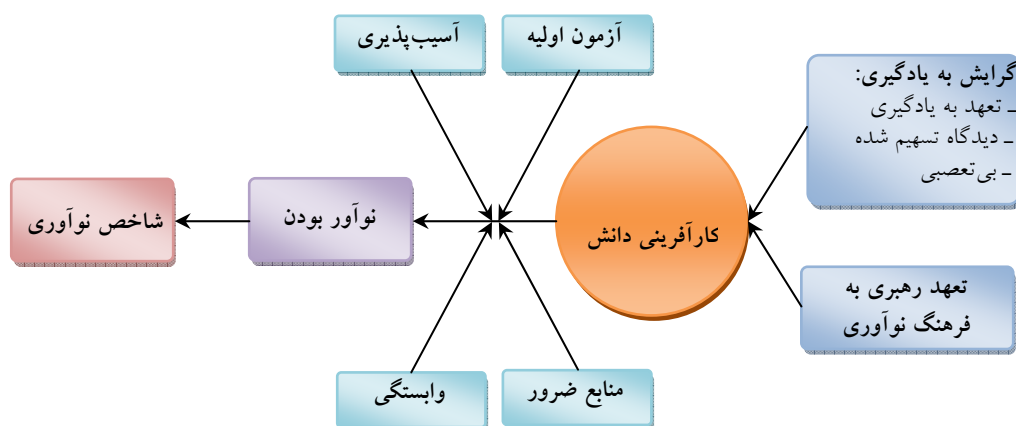 گرایش به یادگیری:
ـ تعهد به یادگیری
ـ دیدگاه تسهیم شده
ـ بی‌تعصبی
تعهد رهبری به
فرهنگ نوآوری
کارآفرینی دانش
آزمون اولیه
آسیب‌پذیری
منابع ضرور
وابستگی
نوآور بودن
شاخص نوآوری